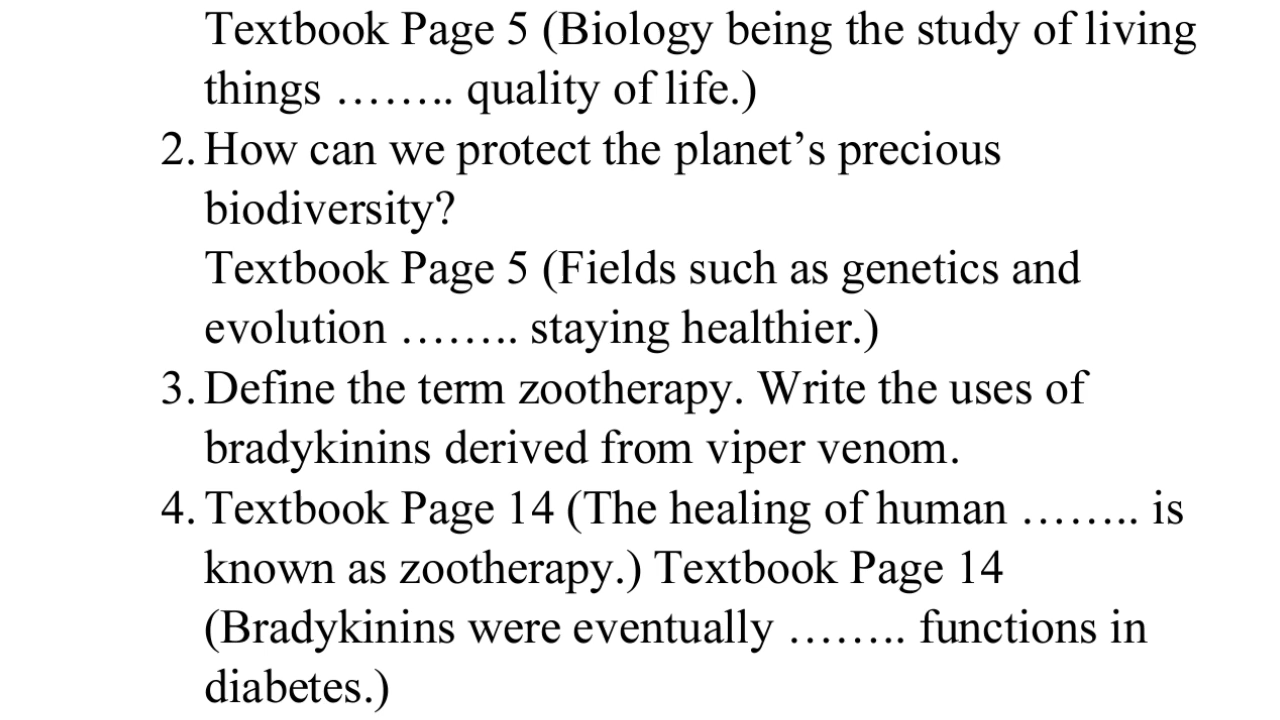 Textbook Page 5 (Biology being the study of living
things …….. quality of life.)
2. How can we protect the planet’s precious
biodiversity?
Textbook Page 5 (Fields such as genetics and
evolution …….. staying healthier.)
3. Define the term zootherapy. Write the uses of
bradykinins derived from viper venom.
4. Textbook Page 14 (The healing of human …….. is
known as zootherapy.) Textbook Page 14
(Bradykinins were eventually …….. functions in
diabetes.)